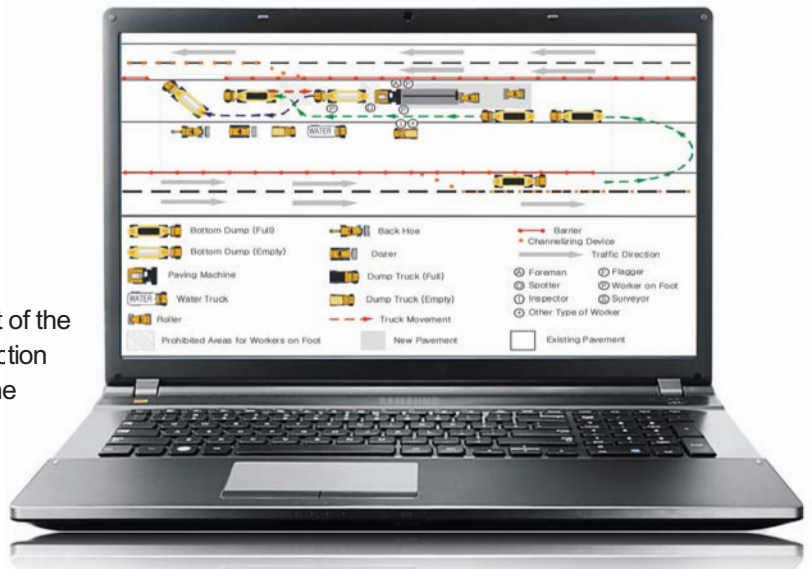 t of the
ction
ne
WATER
Bottom Dump (Full)
Bottom Dump (Empty)
Paving Machine
WATER Water Truck
Roller
Prohibited Areas for Workers on Foot
Back Hoe
Dozer
Dump Truck (Full)
Dump Truck (Empty)
Truck Movement
New Pavement
Barrier
Channelizing Device
Traffic Direction
A Foreman
F Flagger
P Worker on Foot
I Inspector
S Surveyor
Spotter
Other Type of Worker
Existing Pavement